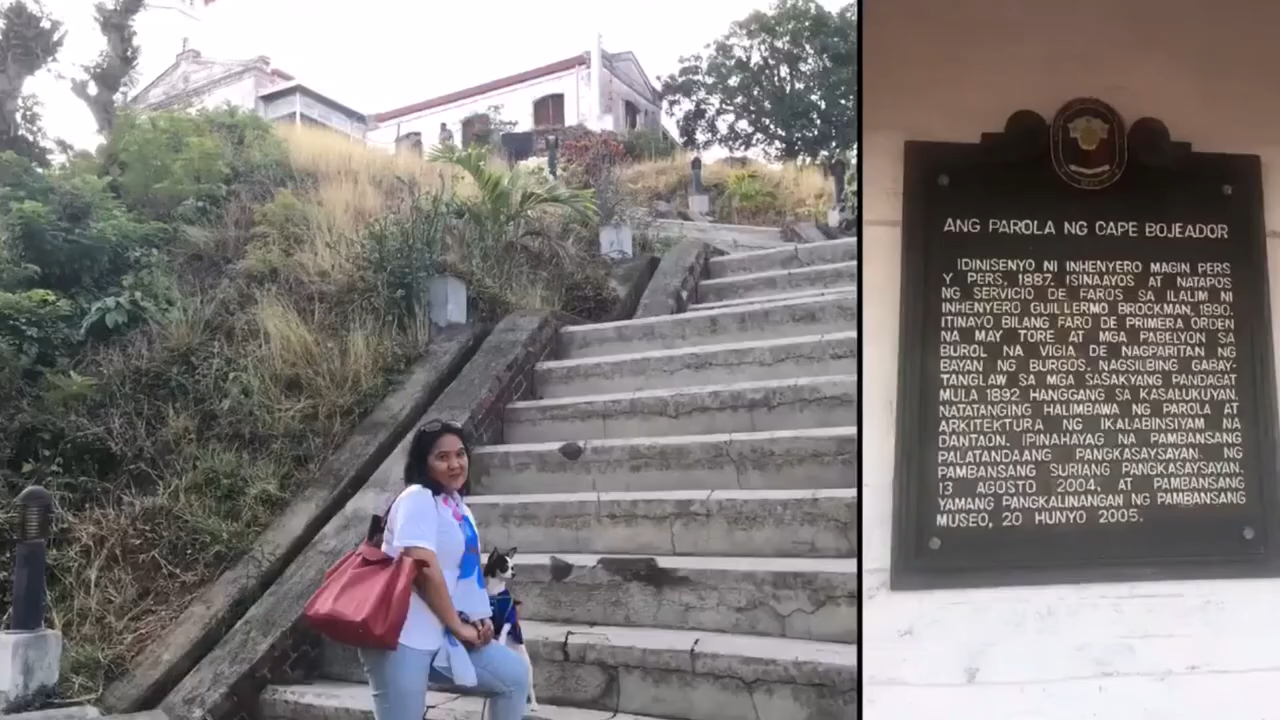 ANG PAROLA NG CAPE BOJEADOR
IDINISENYO NI INHENYERO MAGIN PERS
Y PERS, 1887. ISINAAYOS AT NATAPOS
NG SERVICIO DE FAROS SA ILALIM NI
INHENYERO GUILLERMO BROCKMAN, 1890.
ITINAYO BILANG FARO DE PRIMERA ORDEN
NA MAY TORE AT MGA PABELYON SA
BUROL NA VIGIA DE NAGPARITAN NG
BAYAN NG BURGOS. NAGSILBING GABAY-
TANGLAW SA MGA SASAKYANG PANDAGAT
MULA 1892 HANGGANG SA KASALUKUYAN.
NATATANGING HALIMBAWA NG PAROLA AT
ARKITEKTURA NG IKALABINSIYAM NA
DANTAON. IPINAHAYAG NA PAMBANSANG
PALATANDAANG PANGKASAYSAYAN NG
PAMBANSANG SURIANG PANGKASAYSAYAN,
13 AGOSTO 2004, AT PAMBANSANG
YAMANG PANGKALINANGAN NG PAMBANSANG
MUSEO, 20 HUNYO 2005.